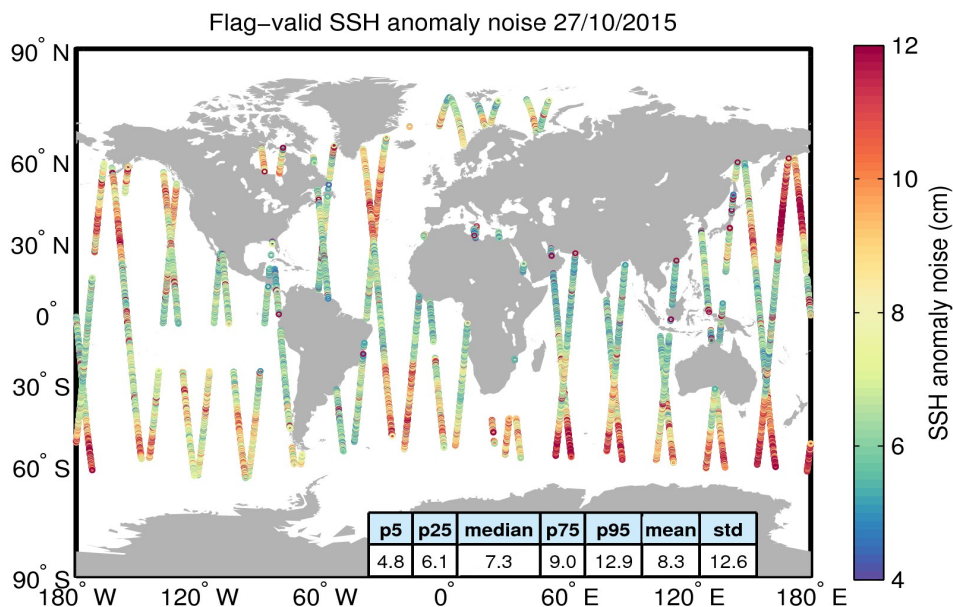 Flag−valid SSH anomaly noise 27/10/2015
90° N
60° N
30° N
0°
30° S
60° S
90° S
180° W
120° W
60° W
0°
60° E
120° E
180° E
p5 p25 median p75 p95 mean std
4.8 6.1 7.3 9.0 12.9 8.3 12.6
12
10
8
6
4
SSH anomaly noise (cm)